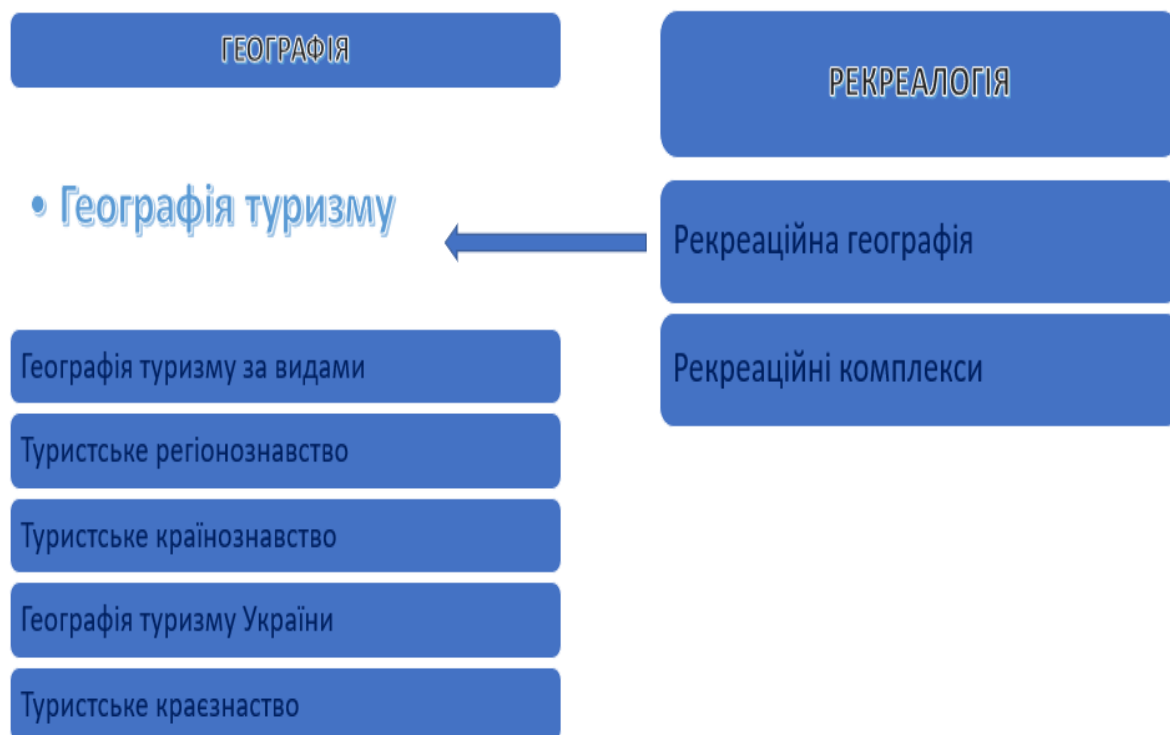 ГЕОГРАФІЯ
• Географія туризму
Географія туризму за видами
Туристське регіонознавство
Туристське країнознавство
Географія туризму України
Туристське краєзнаство
РЕКРЕАЛОГІЯ
Рекреаційна географія
Рекреаційні комплекси